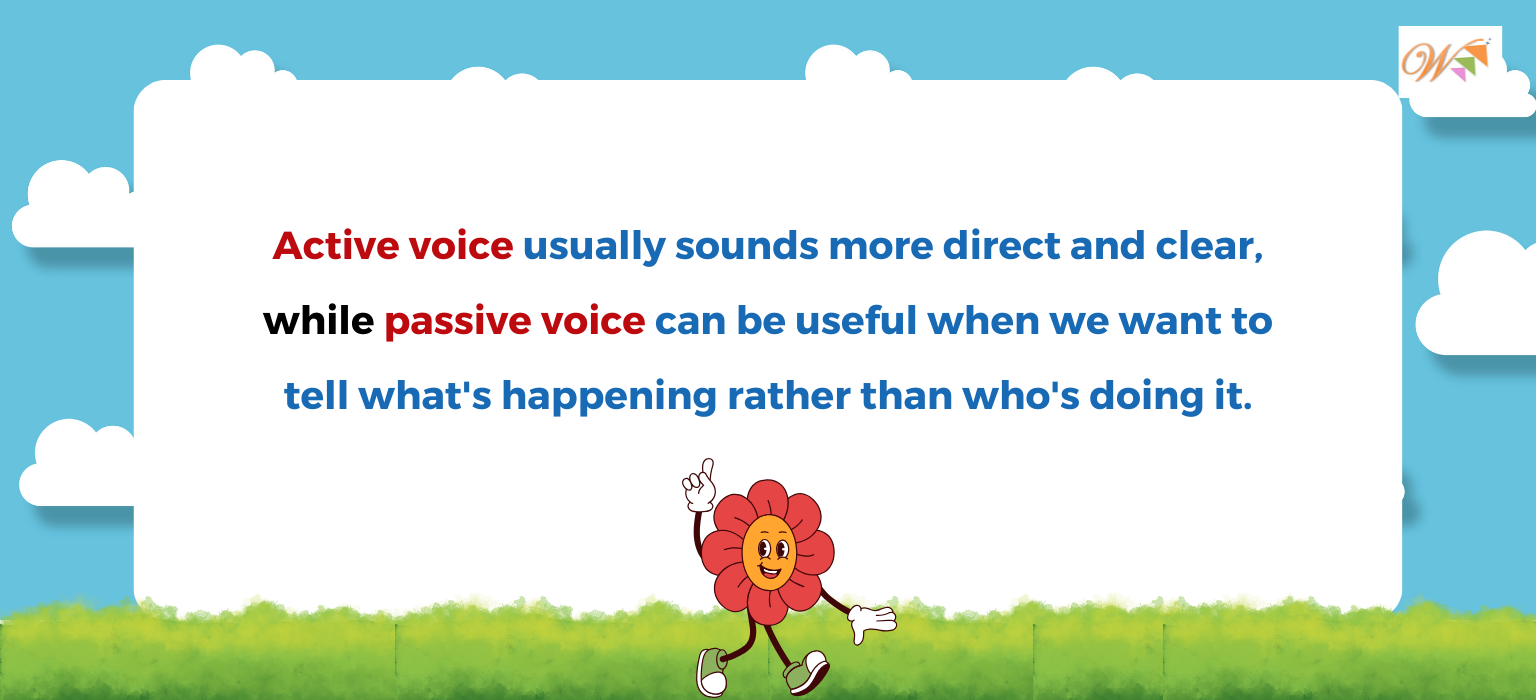 W
Active voice usually sounds more direct and clear,
while passive voice can be useful when we want to
tell what's happening rather than who's doing it.